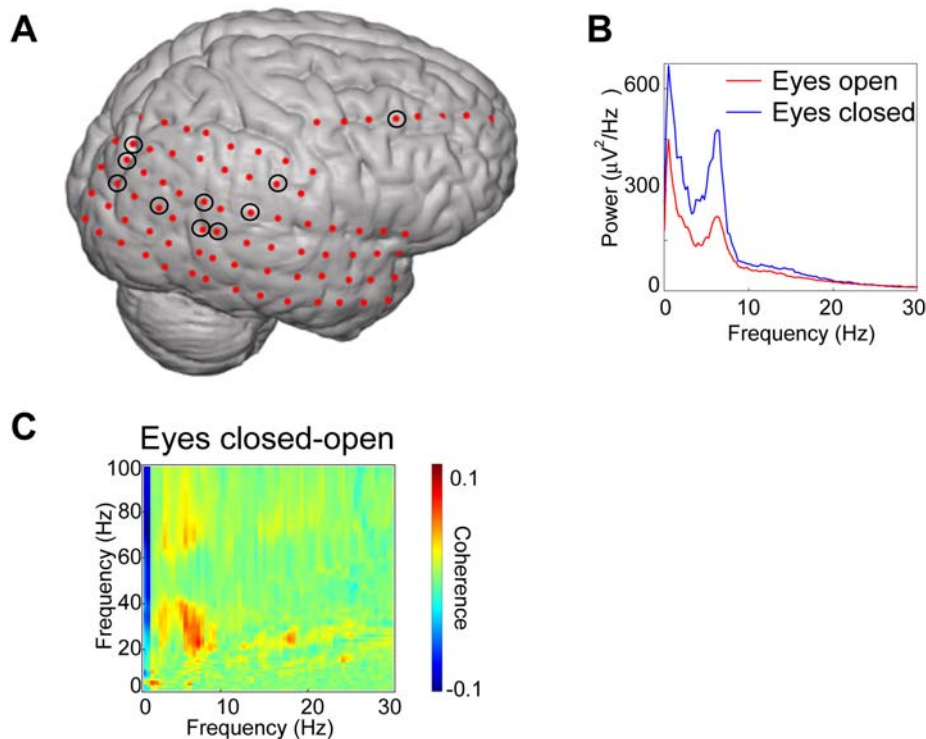 A
B
Eyes open
Eyes closed
Power (μV²/Hz)
600
300
0
0 10 20 30
Frequency (Hz)
C
Eyes closed-open
Frequency (Hz)
100
80
60
40
20
0
0 10 20 30
Frequency (Hz)
0.1
Coherence
-0.1